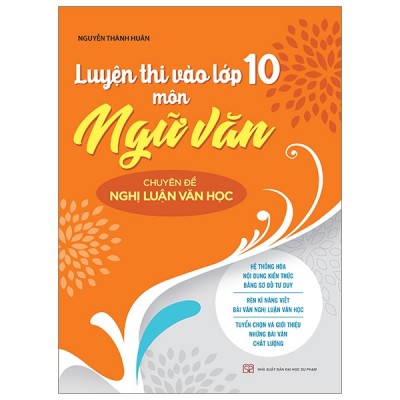 NGUYỄN THÀNH HUÂN
Luyện thi vào lớp 10
môn
Ngữ văn
CHUYÊN ĐỀ
NGHỊ LUẬN VĂN HỌC
HỆ THỐNG HÓA
NỘI DUNG KIẾN THỨC
BẰNG SƠ ĐỒ TƯ DUY
RÈN KĨ NĂNG VIẾT
BÀI VĂN NGHỊ LUẬN VĂN HỌC
TUYỂN CHỌN VÀ GIỚI THIỆU
NHỮNG BÀI VĂN
CHẤT LƯỢNG
NHÀ XUẤT BẢN ĐẠI HỌC SƯ PHẠM